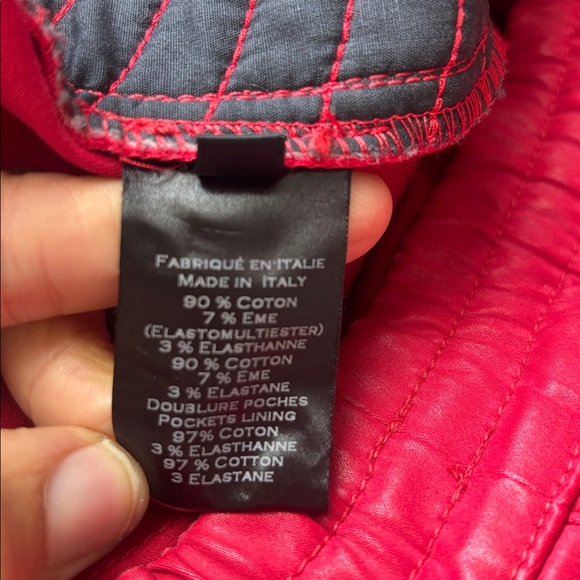 FABRIQUÉ EN ITALIE
MADE IN ITALY
90 % COTON
7 % EME
(ELASTOMULTIESTER)
3 % ELASTHANNE
90 % COTTON
7 % EME
3 % ELASTANE
DOUBLURE POCHES
POCKETS LINING
97% COTON
3 % ELASTHANNE
97 % COTTON
3 ELASTANE